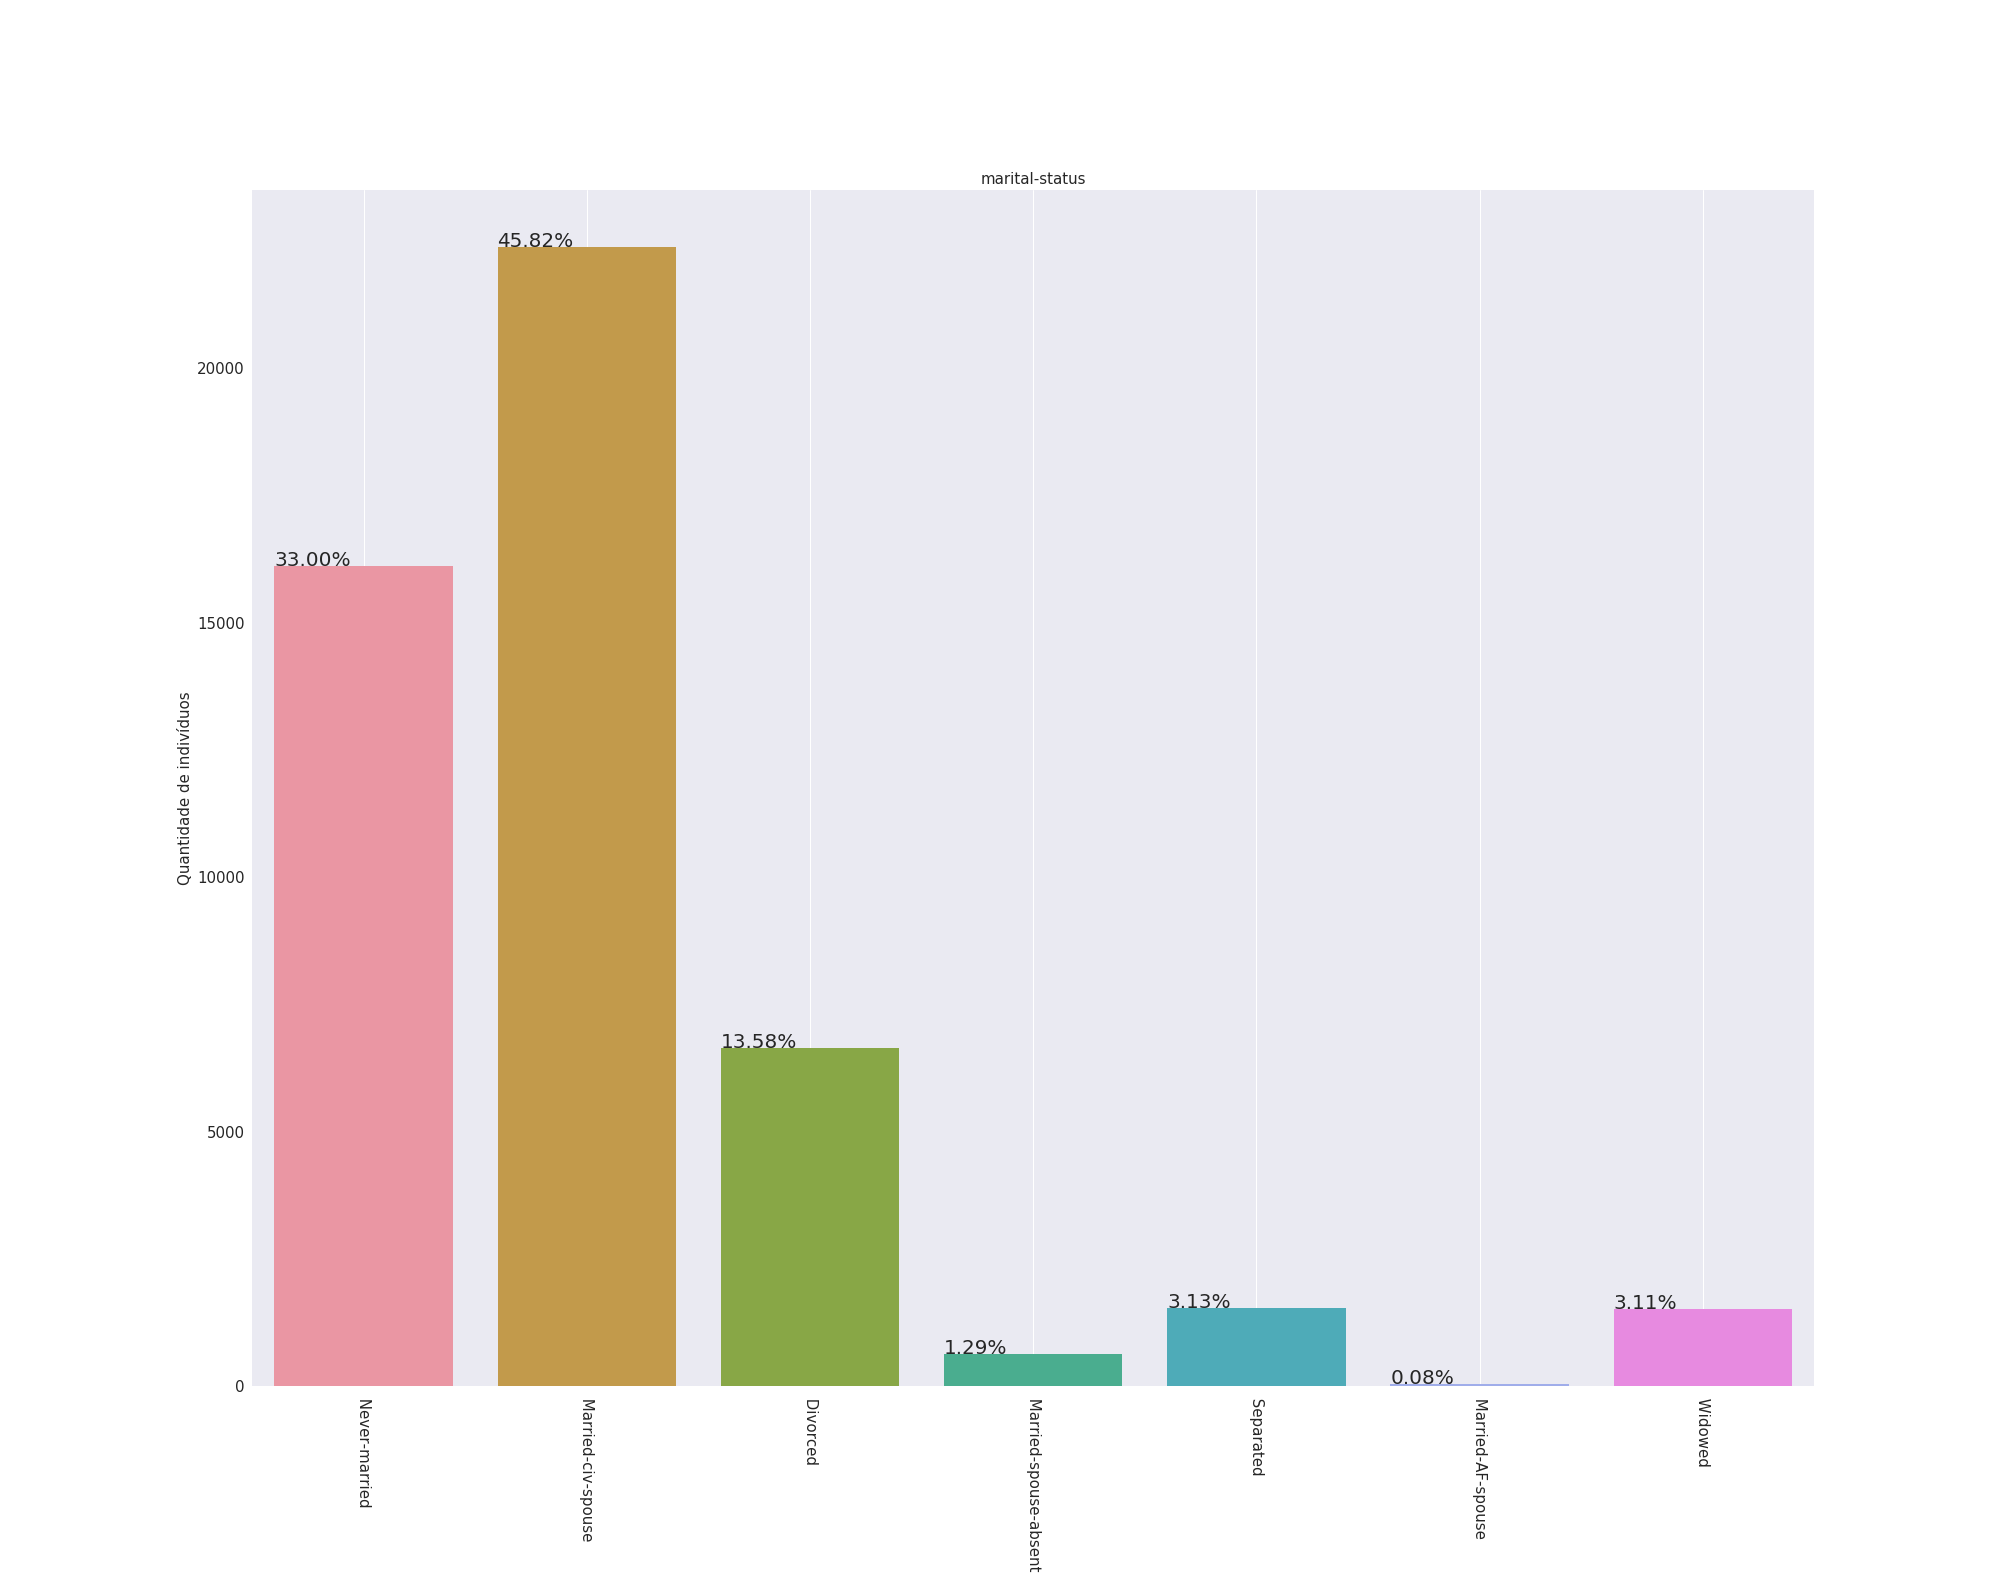 marital-status
45.82%
33.00%
13.58%
1.29%
3.13%
0.08%
3.11%
20000
15000
10000
5000
0
Quantidade de indivíduos
Never-married
Married-civ-spouse
Divorced
Married-spouse-absent
Separated
Married-AF-spouse
Widowed